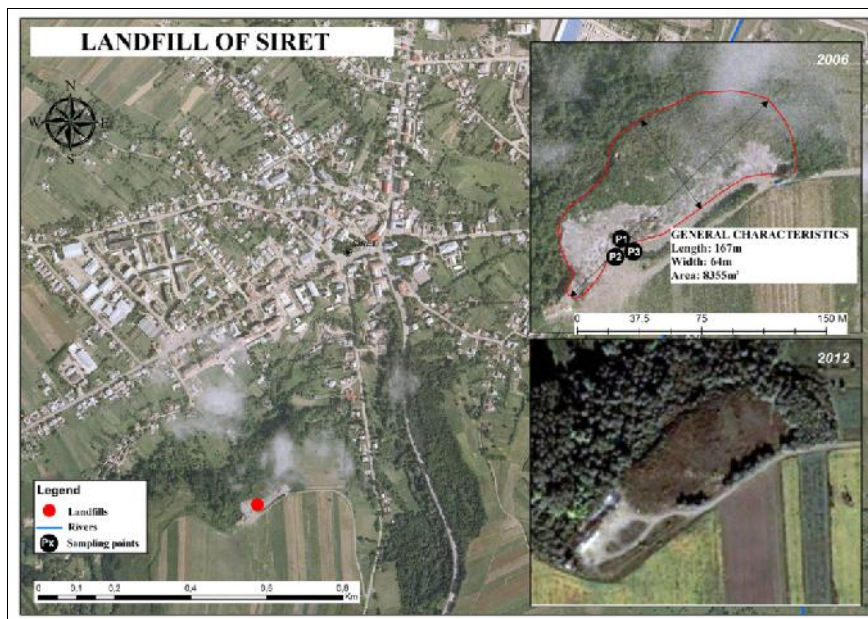 LANDFILL OF SIRET
N
W E
S
SIRET
Legend
Landfills
Rivers
Px Sampling points
0 0,1 0,2 0,4 0,6 0,8
Km
2006
P1
P2 P3
GENERAL CHARACTERISTICS
Length: 167m
Width: 64m
Area: 8355m²
0 37.5 75 150 M
2012